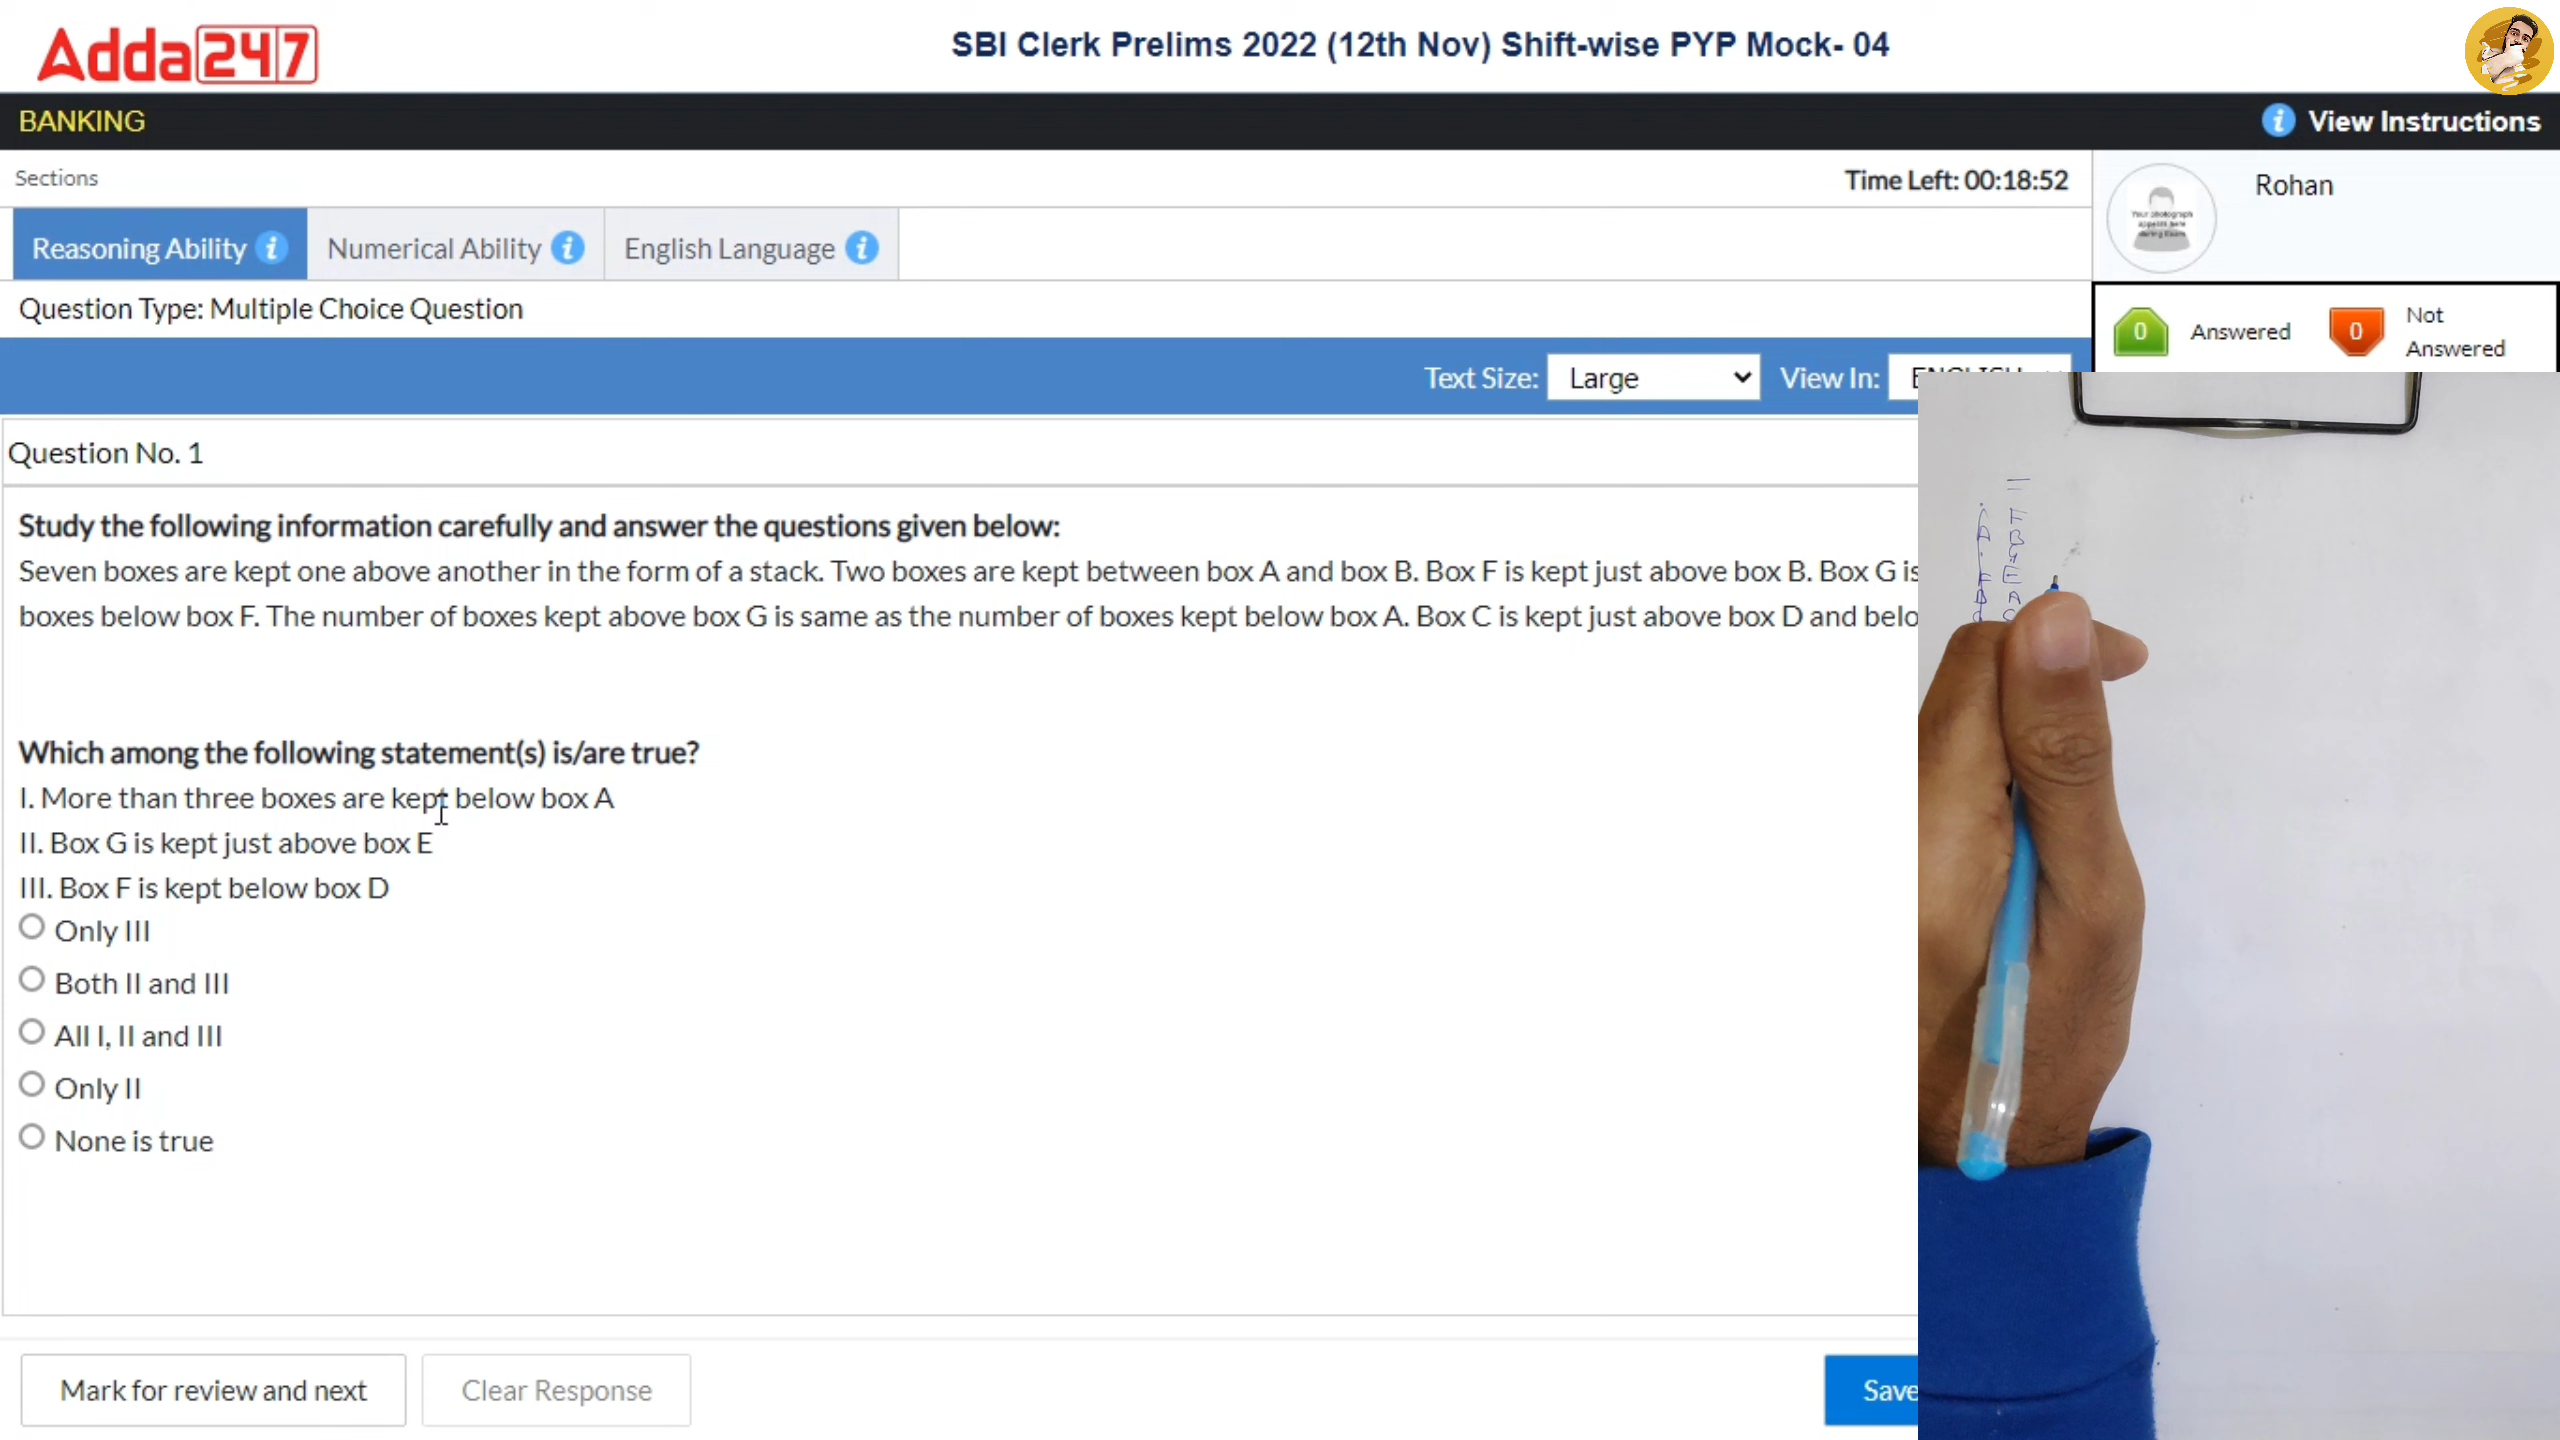 Adda247
SBI Clerk Prelims 2022 (12th Nov) Shift-wise PYP Mock- 04
BANKING
View Instructions
Sections
Time Left: 00:18:52
Rohan
Reasoning Ability
Numerical Ability
English Language
Question Type: Multiple Choice Question
0 Answered 0 Not Answered
Text Size: Large View In: ENGLISH
Question No. 1
Study the following information carefully and answer the questions given below:
Seven boxes are kept one above another in the form of a stack. Two boxes are kept between box A and box B. Box F is kept just above box B. Box G is
boxes below box F. The number of boxes kept above box G is same as the number of boxes kept below box A. Box C is kept just above box D and belo
Which among the following statement(s) is/are true?
I. More than three boxes are kept below box A
II. Box G is kept just above box E
III. Box F is kept below box D
Only III
Both II and III
All I, II and III
Only II
None is true
Mark for review and next
Clear Response
Save